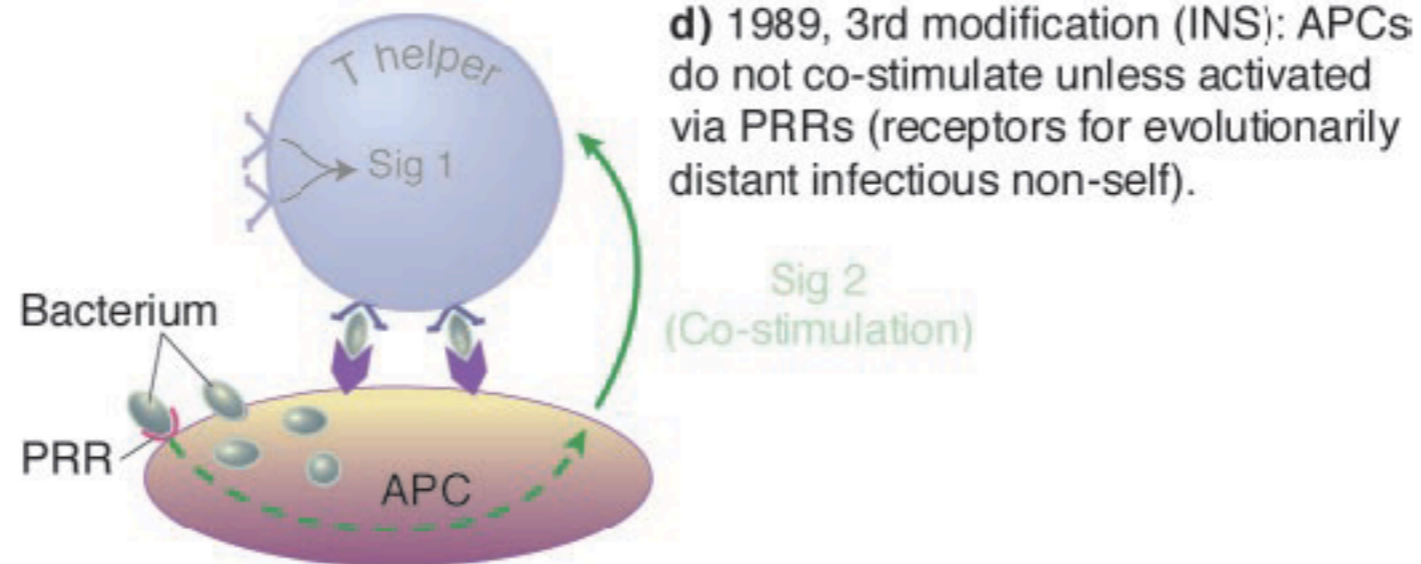 d) 1989, 3rd modification (INS): APCs
do not co-stimulate unless activated
via PRRs (receptors for evolutionarily
distant infectious non-self).
T helper
Sig 1
Sig 2
(Co-stimulation)
Bacterium
PRR
APC